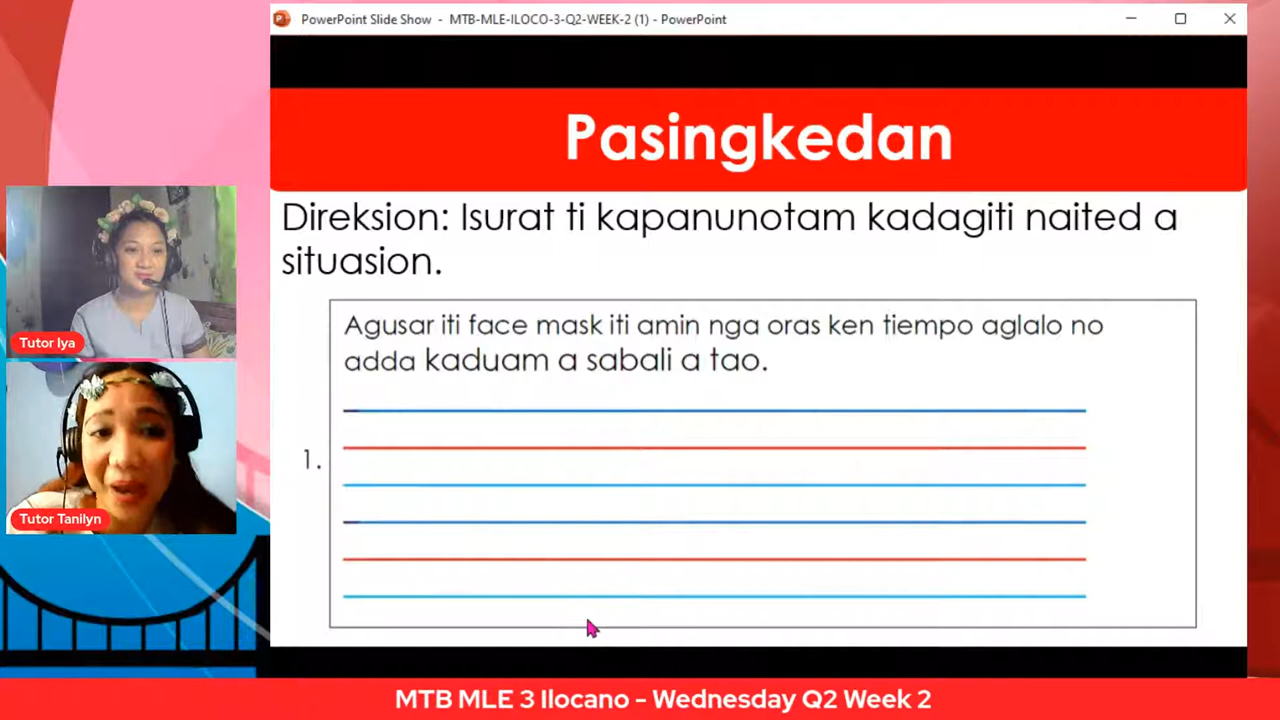 PowerPoint Slide Show - MTB-MLE-ILOCO-3-Q2-WEEK-2 (1) - PowerPoint
Pasingkedan
Direksion: Isurat ti kapanunotam kadagiti naited a
situasion.
Agusar iti face mask iti amin nga oras ken tiempo aglalo no
adda kaduam a sabali a tao.
1.
Tutor Iya
Tutor Tanilyn
MTB MLE 3 Ilocano - Wednesday Q2 Week 2